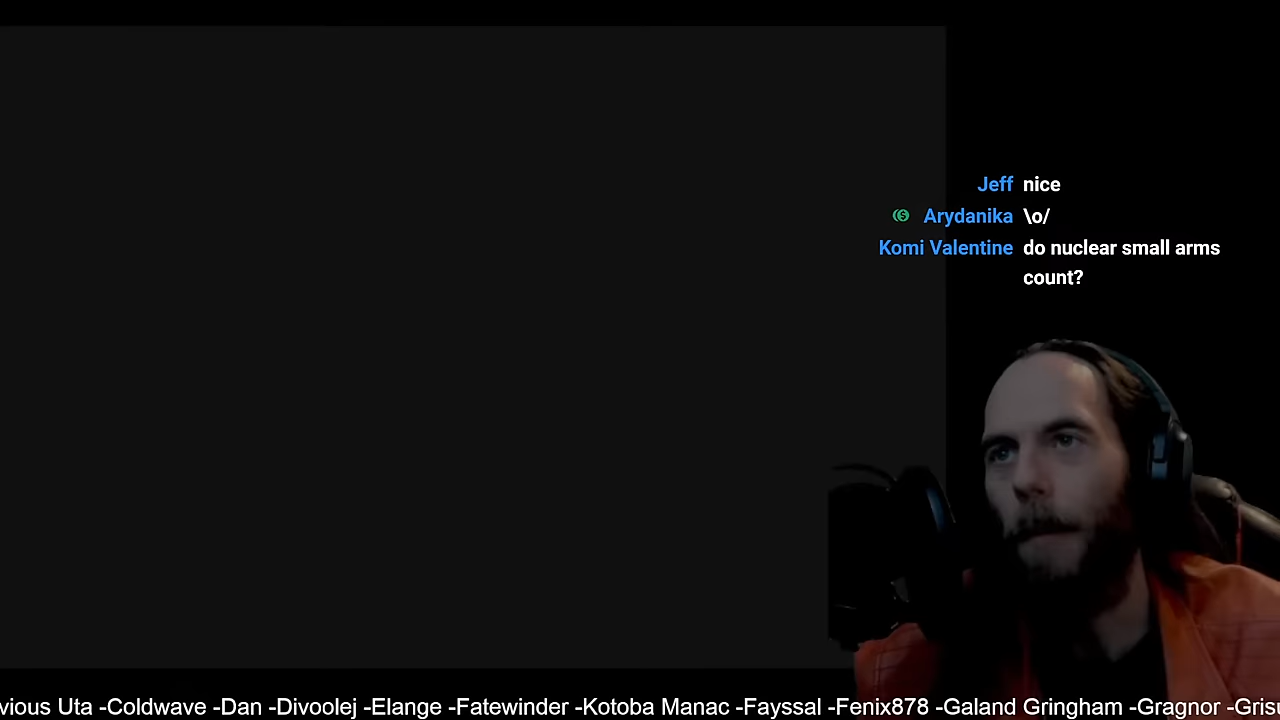 Jeff nice
Arydanika \o/
Komi Valentine do nuclear small arms
count?
vious Uta -Coldwave -Dan -Divoolej -Elange -Fatewinder -Kotoba Manac -Fayssal -Fenix878 -Galand Gringham -Gragnor -Grisu